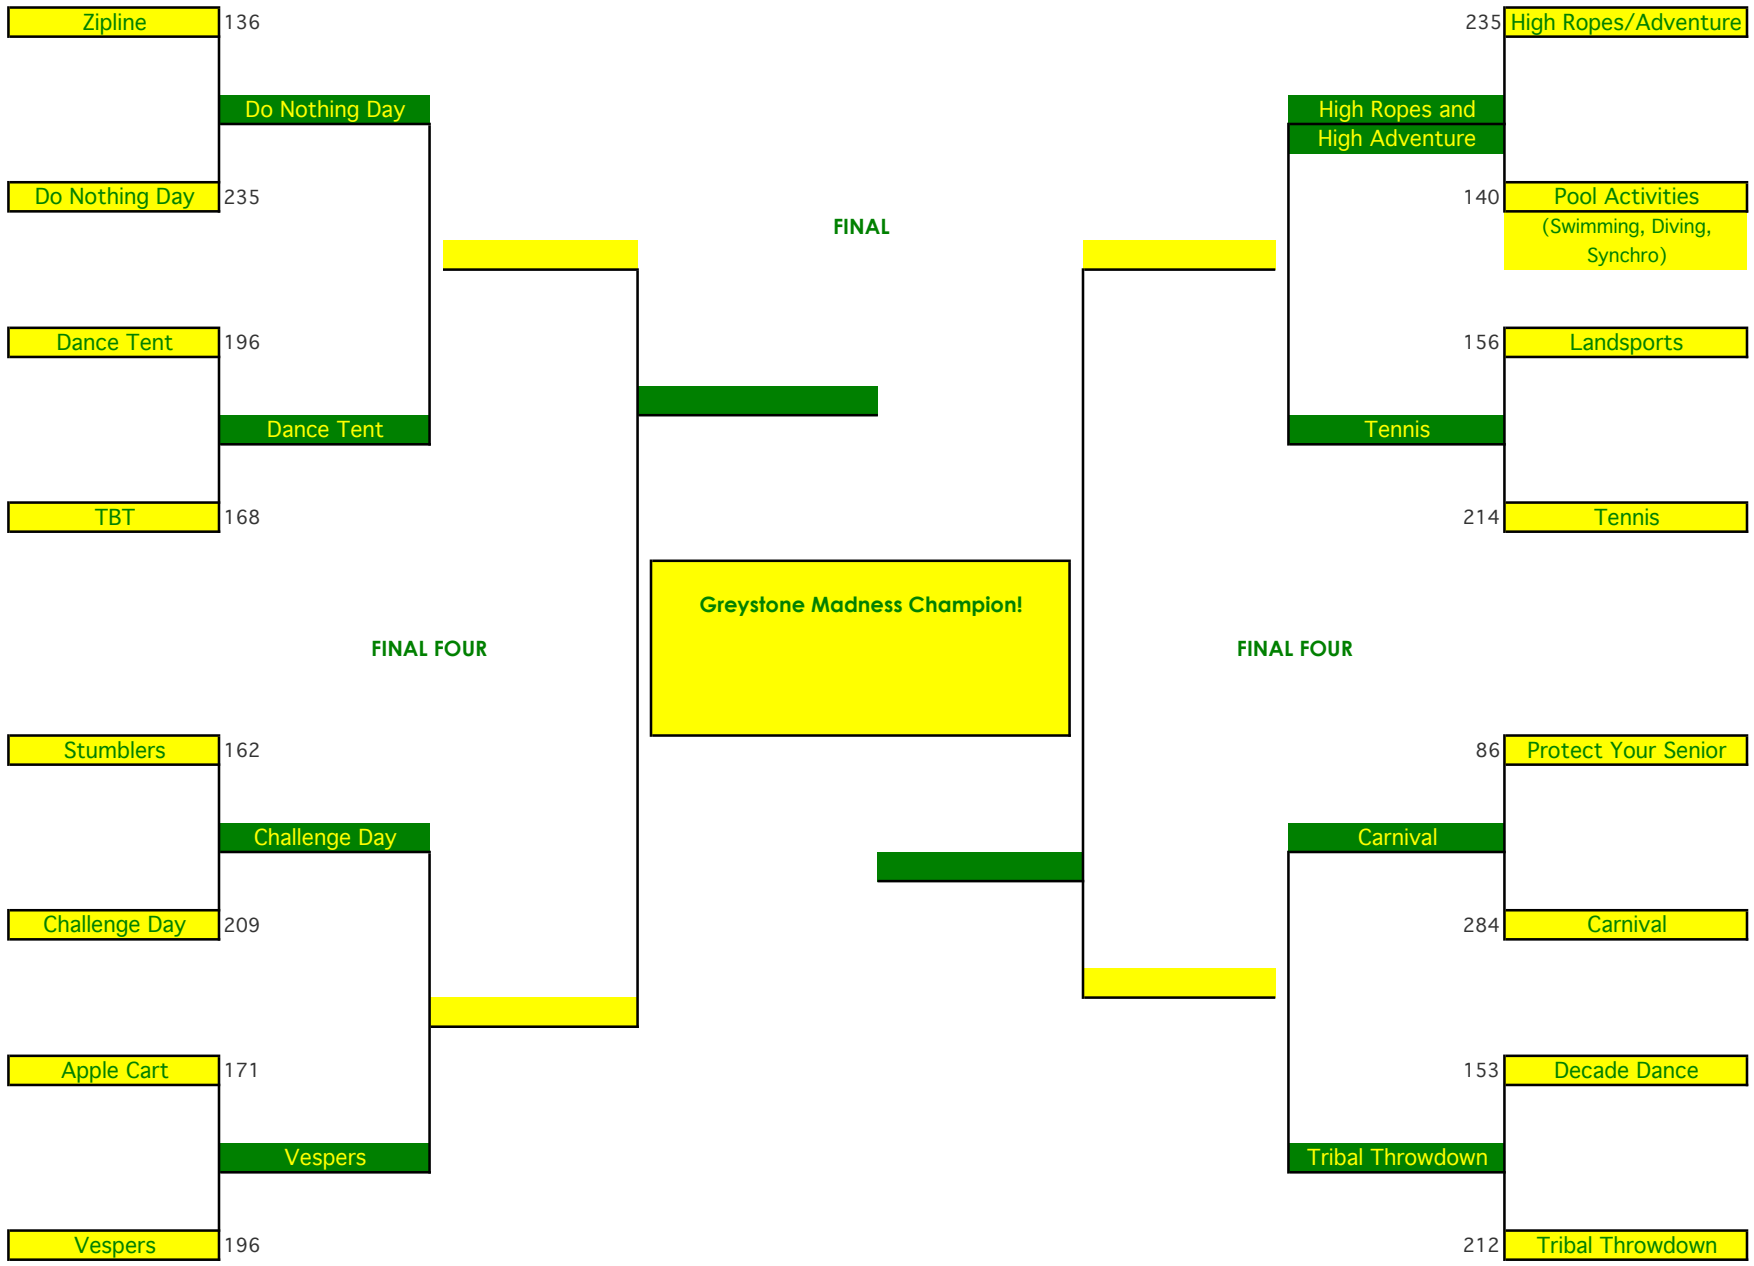 Zipline 136
235 High Ropes/Adventure
Do Nothing Day
High Ropes and
High Adventure
Do Nothing Day 235
140 Pool Activities
(Swimming, Diving,
Synchro)
FINAL
Dance Tent 196
156 Landsports
Dance Tent
Tennis
TBT 168
214 Tennis
Greystone Madness Champion!
FINAL FOUR
FINAL FOUR
Stumblers 162
86 Protect Your Senior
Challenge Day
Carnival
Challenge Day 209
284 Carnival
Apple Cart 171
153 Decade Dance
Vespers
Tribal Throwdown
Vespers 196
212 Tribal Throwdown